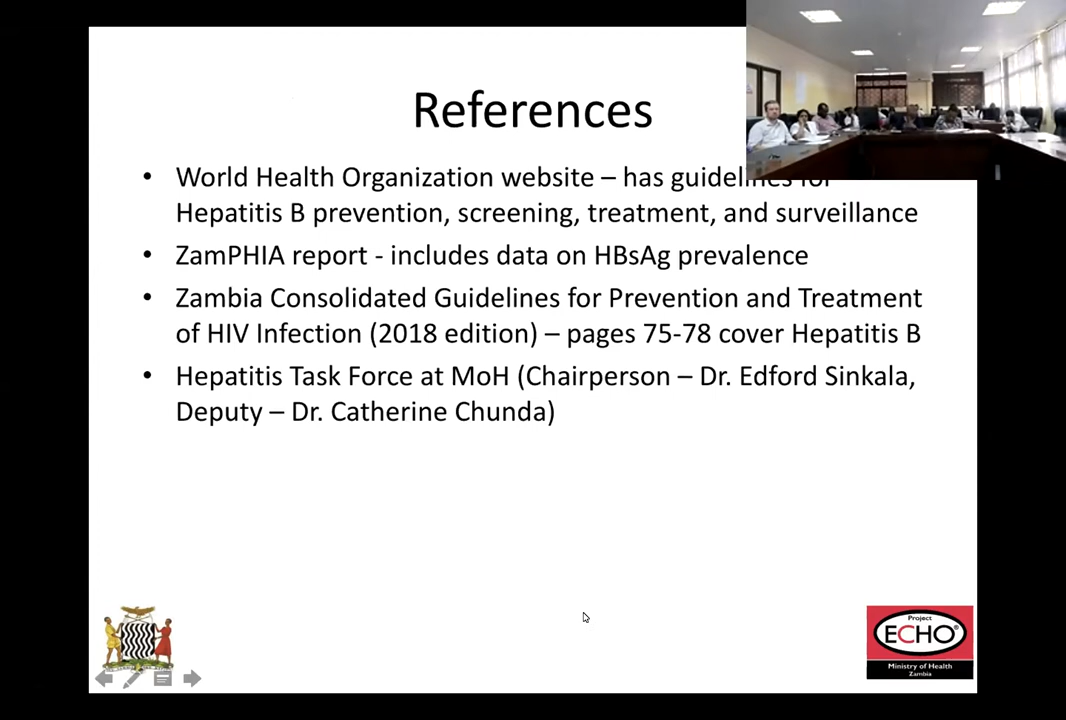 References
• World Health Organization website – has guidelines for
Hepatitis B prevention, screening, treatment, and surveillance
• ZamPHIA report - includes data on HBsAg prevalence
• Zambia Consolidated Guidelines for Prevention and Treatment
of HIV Infection (2018 edition) – pages 75-78 cover Hepatitis B
• Hepatitis Task Force at MoH (Chairperson – Dr. Edford Sinkala,
Deputy – Dr. Catherine Chunda)
Project
ECHO®
Ministry of Health
Zambia